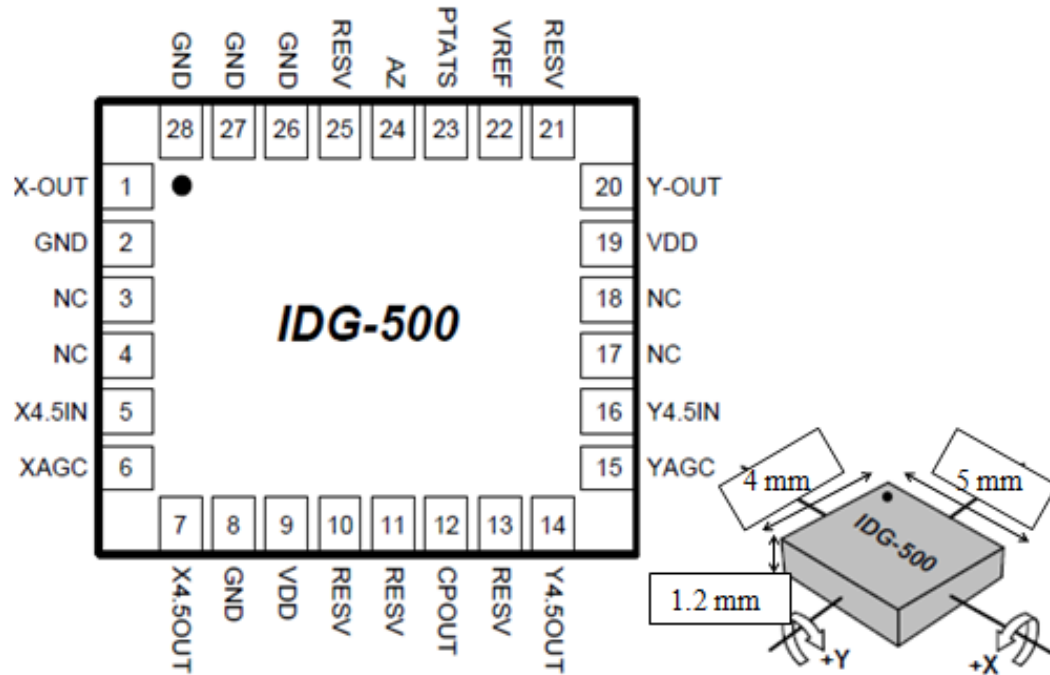 GND GND GND RESV AZ PTATS VREF RESV
28 27 26 25 24 23 22 21
X-OUT 1 20 Y-OUT
GND 2 19 VDD
NC 3 18 NC
NC 4 17 NC
X4.5IN 5 16 Y4.5IN
XAGC 6 15 YAGC
IDG-500
7 8 9 10 11 12 13 14
X4.5OUT GND VDD RESV RESV CPOUT RESV Y4.5OUT
4 mm 5 mm
IDG-500
1.2 mm
+Y +X